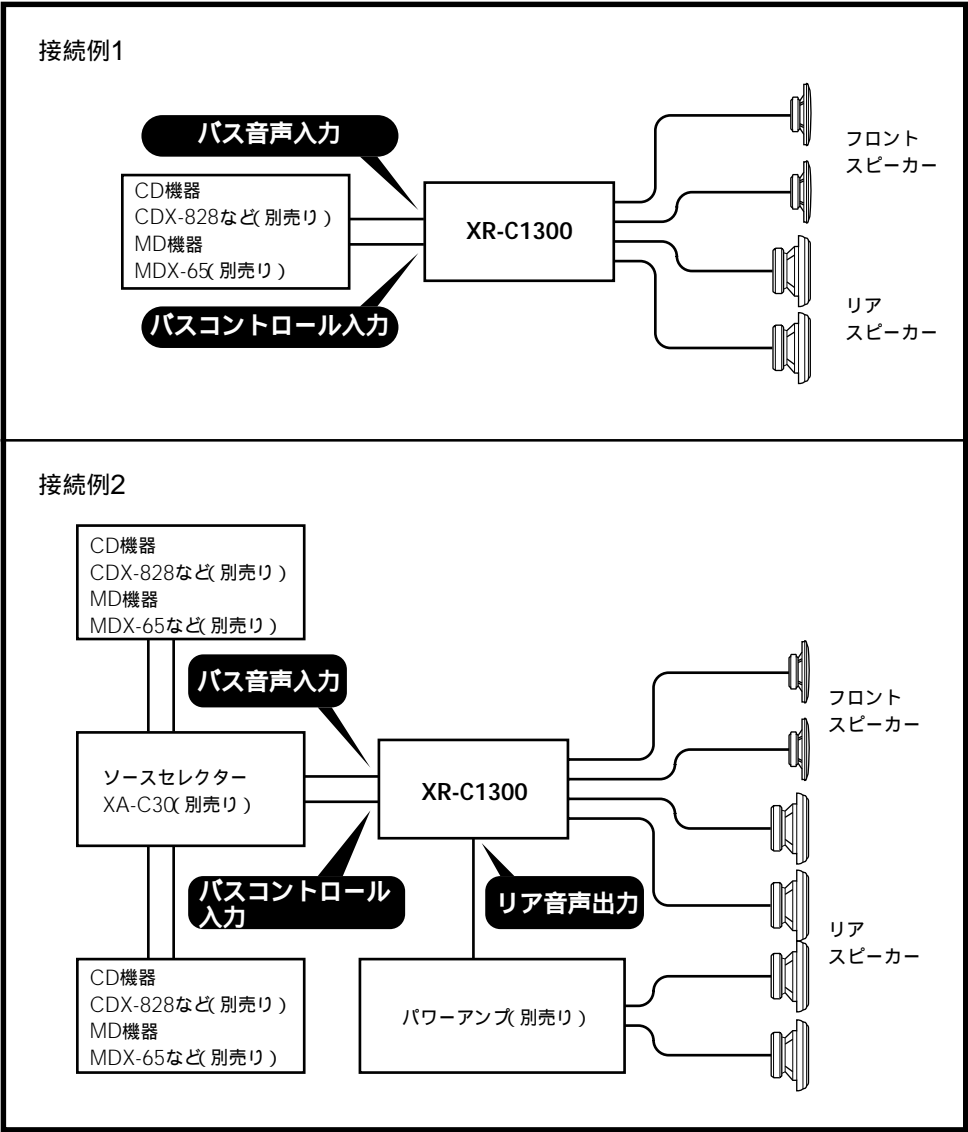 接続例1
バス音声入力
CD機器
CDX-828など(別売り)
MD機器
MDX-65(別売り)
バスコントロール入力
XR-C1300
フロント
スピーカー
リア
スピーカー
接続例2
CD機器
CDX-828など(別売り)
MD機器
MDX-65など(別売り)
バス音声入力
ソースセレクター
XA-C30(別売り)
XR-C1300
フロント
スピーカー
バスコントロール
入力
リア音声出力
リア
スピーカー
CD機器
CDX-828など(別売り)
MD機器
MDX-65など(別売り)
パワーアンプ(別売り)